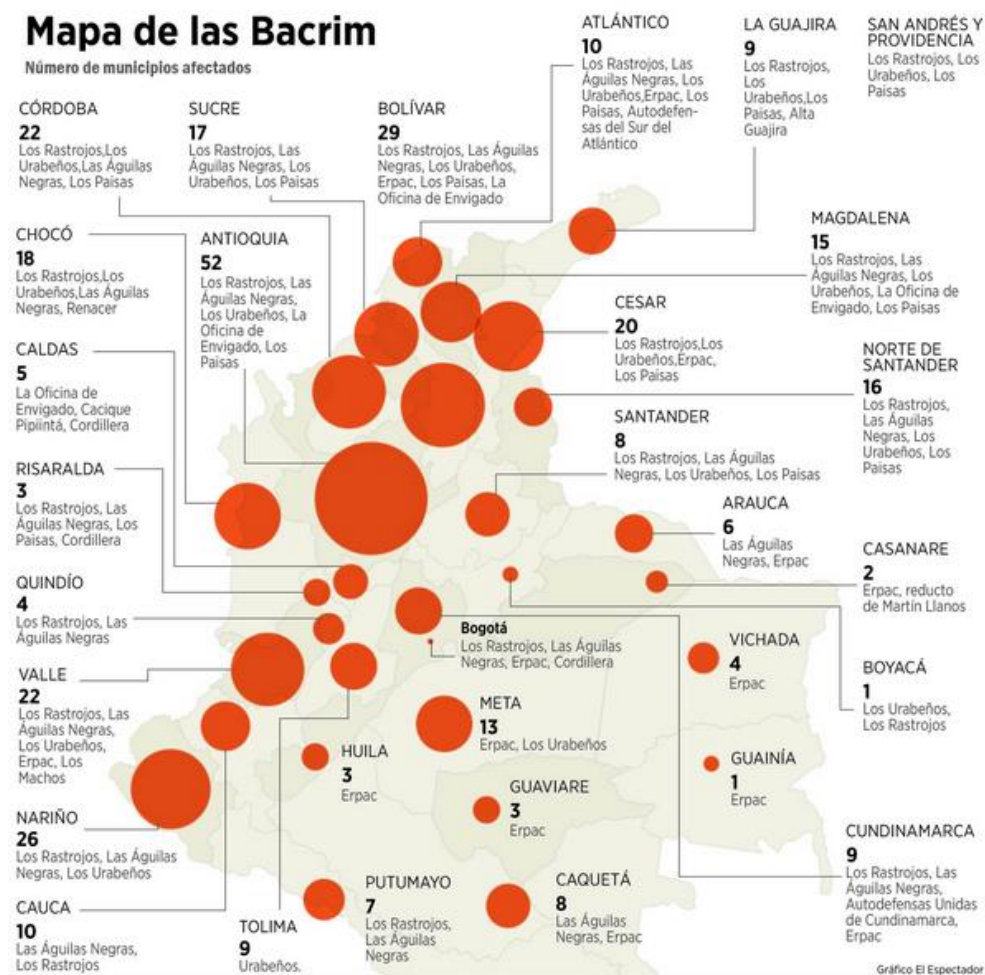 Mapa de las Bacrim
Número de municipios afectados
CÓRDOBA
22
Los Rastrojos,Los
Urabeños,Las Águilas
Negras, Los Paisas
SUCRE
17
Los Rastrojos, Las
Águilas Negras, Los
Urabeños, Los Paisas
BOLÍVAR
29
Los Rastrojos, Las Águilas
Negras, Los Urabeños,
Erpac, Los Paisas, La
Oficina de Envigado
ATLÁNTICO
10
Los Rastrojos, Las
Águilas Negras, Los
Urabeños,Erpac, Los
Paisas, Autodefen-
sas del Sur del
Atlántico
LA GUAJIRA
9
Los Rastrojos,
Los
Urabeños,Los
Paisas, Alta
Guajira
SAN ANDRÉS Y
PROVIDENCIA
Los Rastrojos, Los
Urabeños, Los
Paisas
CHOCÓ
18
Los Rastrojos,Los
Urabeños,Las Águilas
Negras, Renacer
ANTIOQUIA
52
Los Rastrojos, Las
Águilas Negras,
Los Urabeños, La
Oficina de
Envigado, Los
Paisas
MAGDALENA
15
Los Rastrojos, Las
Águilas Negras, Los
Urabeños, La Oficina de
Envigado, Los Paisas
CESAR
20
Los Rastrojos,Los
Urabeños,Erpac,
Los Paisas
CALDAS
5
La Oficina de
Envigado, Cacique
Pipiintá, Cordillera
NORTE DE
SANTANDER
16
Los Rastrojos,
Las Águilas
Negras, Los
Urabeños, Los
Paisas
SANTANDER
8
Los Rastrojos, Las Águilas
Negras, Los Urabeños, Los Paisas
RISARALDA
3
Los Rastrojos, Las
Águilas Negras, Los
Paisas, Cordillera
ARAUCA
6
Las Águilas
Negras, Erpac
CASANARE
2
Erpac, reducto
de Martín Llanos
QUINDÍO
4
Los Rastrojos, Las
Águilas Negras
Bogotá
Los Rastrojos, Las Águilas
Negras, Erpac, Cordillera
VICHADA
4
Erpac
BOYACÁ
1
Los Urabeños,
Los Rastrojos
VALLE
22
Los Rastrojos, Las
Águilas Negras,
Los Urabeños,
Erpac, Los
Machos
META
13
Erpac, Los Urabeños
HUILA
3
Erpac
GUAINÍA
1
Erpac
GUAVIARE
3
Erpac
NARIÑO
26
Los Rastrojos, Las Águilas
Negras, Los Urabeños
CUNDINAMARCA
9
Los Rastrojos, Las
Águilas Negras,
Autodefensas Unidas
de Cundinamarca,
Erpac
CAUCA
10
Las Águilas Negras,
Los Rastrojos
TOLIMA
9
Urabeños.
PUTUMAYO
7
Los Rastrojos,
Las Águilas
Negras
CAQUETÁ
8
Las Águilas
Negras, Erpac
Gráfico El Espectador